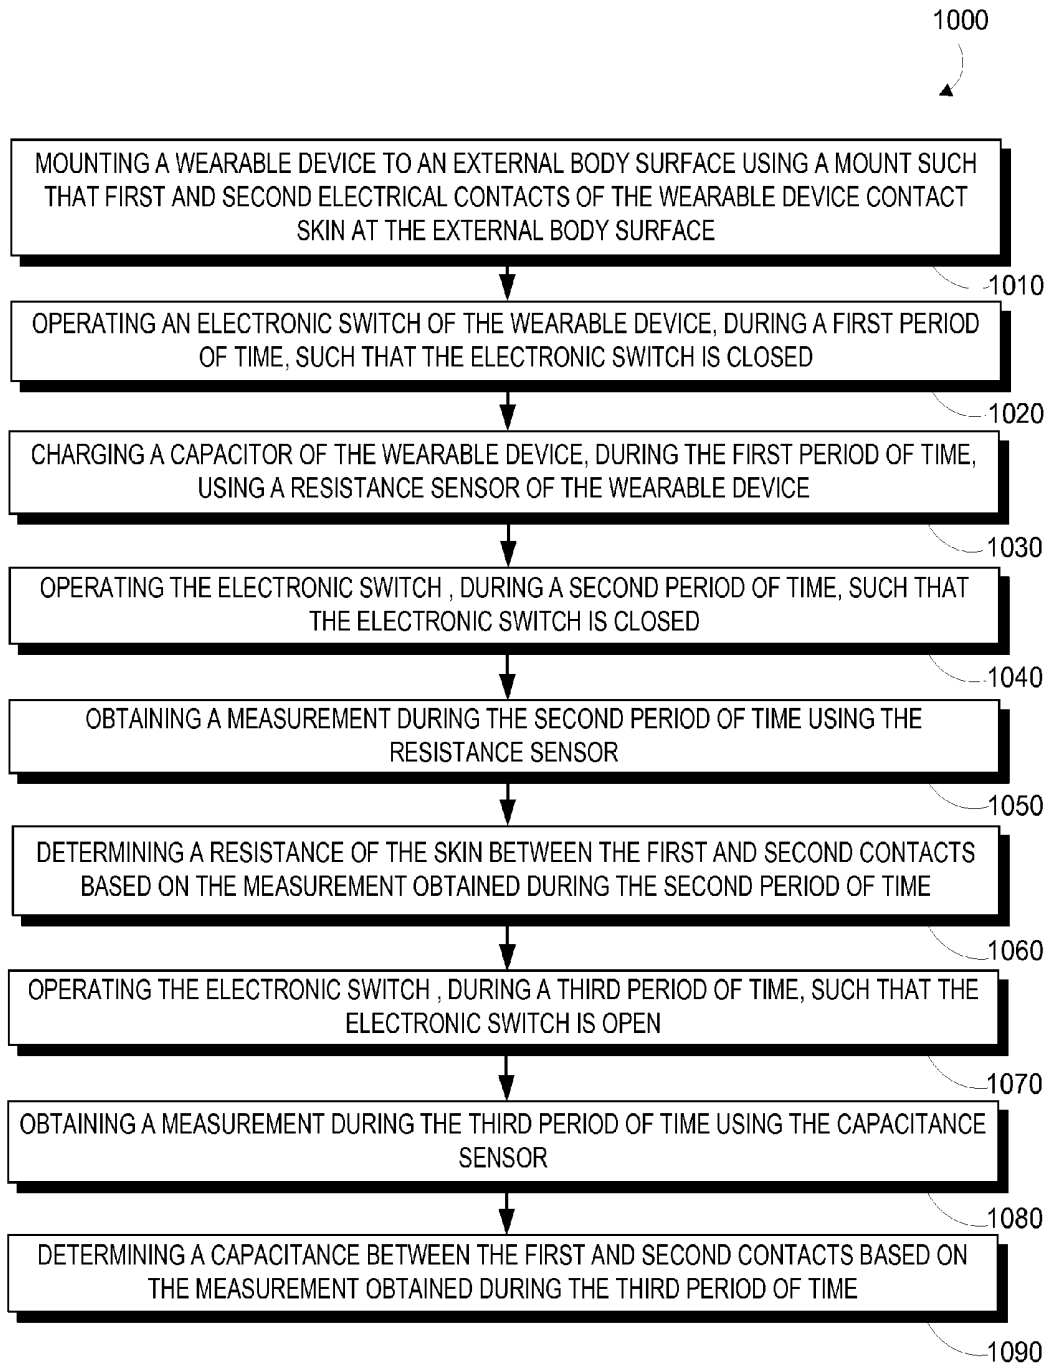 1000
MOUNTING A WEARABLE DEVICE TO AN EXTERNAL BODY SURFACE USING A MOUNT SUCH
THAT FIRST AND SECOND ELECTRICAL CONTACTS OF THE WEARABLE DEVICE CONTACT
SKIN AT THE EXTERNAL BODY SURFACE
1010
OPERATING AN ELECTRONIC SWITCH OF THE WEARABLE DEVICE, DURING A FIRST PERIOD
OF TIME, SUCH THAT THE ELECTRONIC SWITCH IS CLOSED
1020
CHARGING A CAPACITOR OF THE WEARABLE DEVICE, DURING THE FIRST PERIOD OF TIME,
USING A RESISTANCE SENSOR OF THE WEARABLE DEVICE
1030
OPERATING THE ELECTRONIC SWITCH , DURING A SECOND PERIOD OF TIME, SUCH THAT
THE ELECTRONIC SWITCH IS CLOSED
1040
OBTAINING A MEASUREMENT DURING THE SECOND PERIOD OF TIME USING THE
RESISTANCE SENSOR
1050
DETERMINING A RESISTANCE OF THE SKIN BETWEEN THE FIRST AND SECOND CONTACTS
BASED ON THE MEASUREMENT OBTAINED DURING THE SECOND PERIOD OF TIME
1060
OPERATING THE ELECTRONIC SWITCH , DURING A THIRD PERIOD OF TIME, SUCH THAT THE
ELECTRONIC SWITCH IS OPEN
1070
OBTAINING A MEASUREMENT DURING THE THIRD PERIOD OF TIME USING THE CAPACITANCE
SENSOR
1080
DETERMINING A CAPACITANCE BETWEEN THE FIRST AND SECOND CONTACTS BASED ON
THE MEASUREMENT OBTAINED DURING THE THIRD PERIOD OF TIME
1090